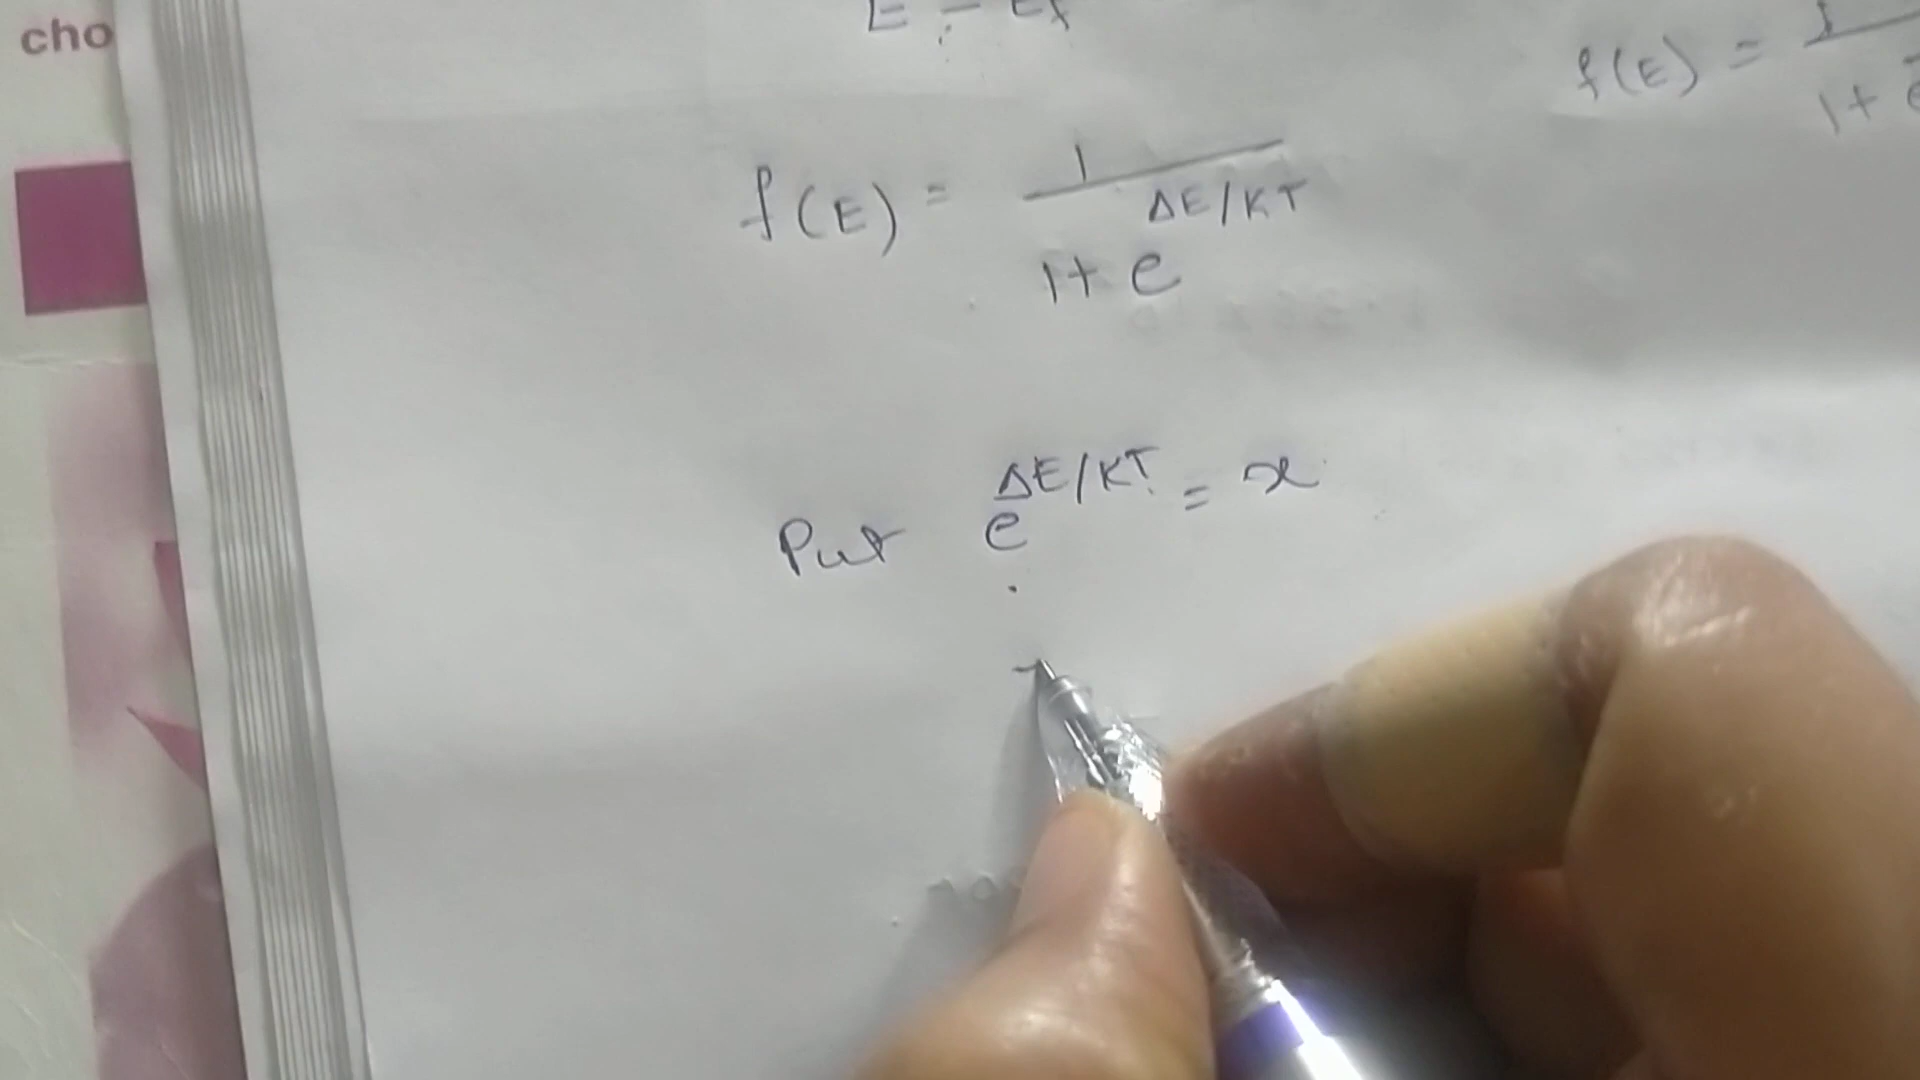 cho
E - Ef
f(E) = 1
1+ e
f(E) = 1
1+ e^ΔE/KT
Put e^ΔE/KT = x